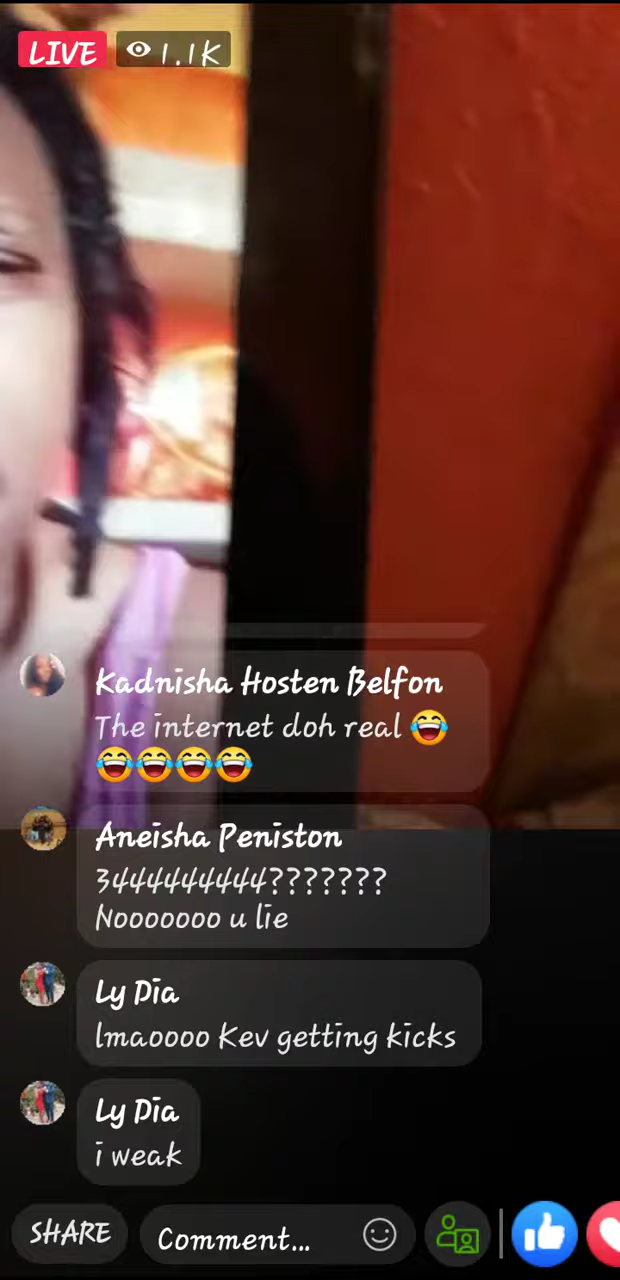 LIVE 1.1K
Kadnisha Hosten Belfon
The internet doh real 😂
😂😂😂😂
Aneisha Peniston
3444444444???????
Nooooooo u lie
Ly Dia
lmaoooo Kev getting kicks
Ly Dia
i weak
SHARE Comment...